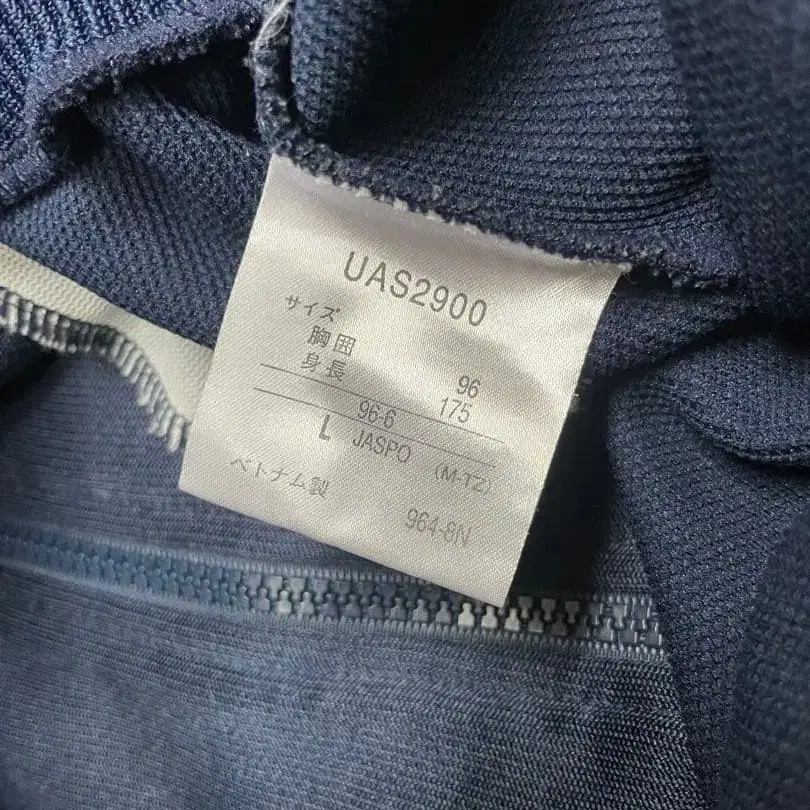 UAS2900
サイズ
胸囲 96
身長 175
96-6
L JASPO (M-TZ)
ベトナム製
964-8N